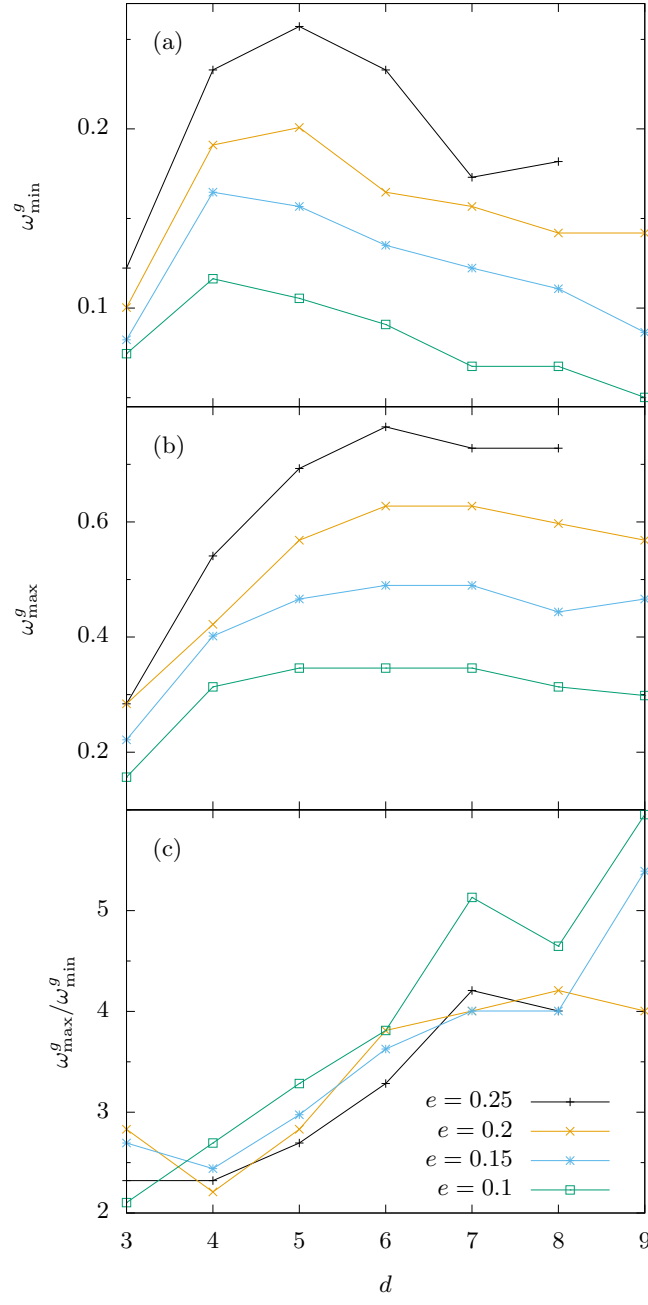 (a)
0.2
0.1
ω^g_min
(b)
0.6
0.4
0.2
ω^g_max
(c)
5
4
3
2
ω^g_max/ω^g_min
e = 0.25
e = 0.2
e = 0.15
e = 0.1
3 4 5 6 7 8 9
d